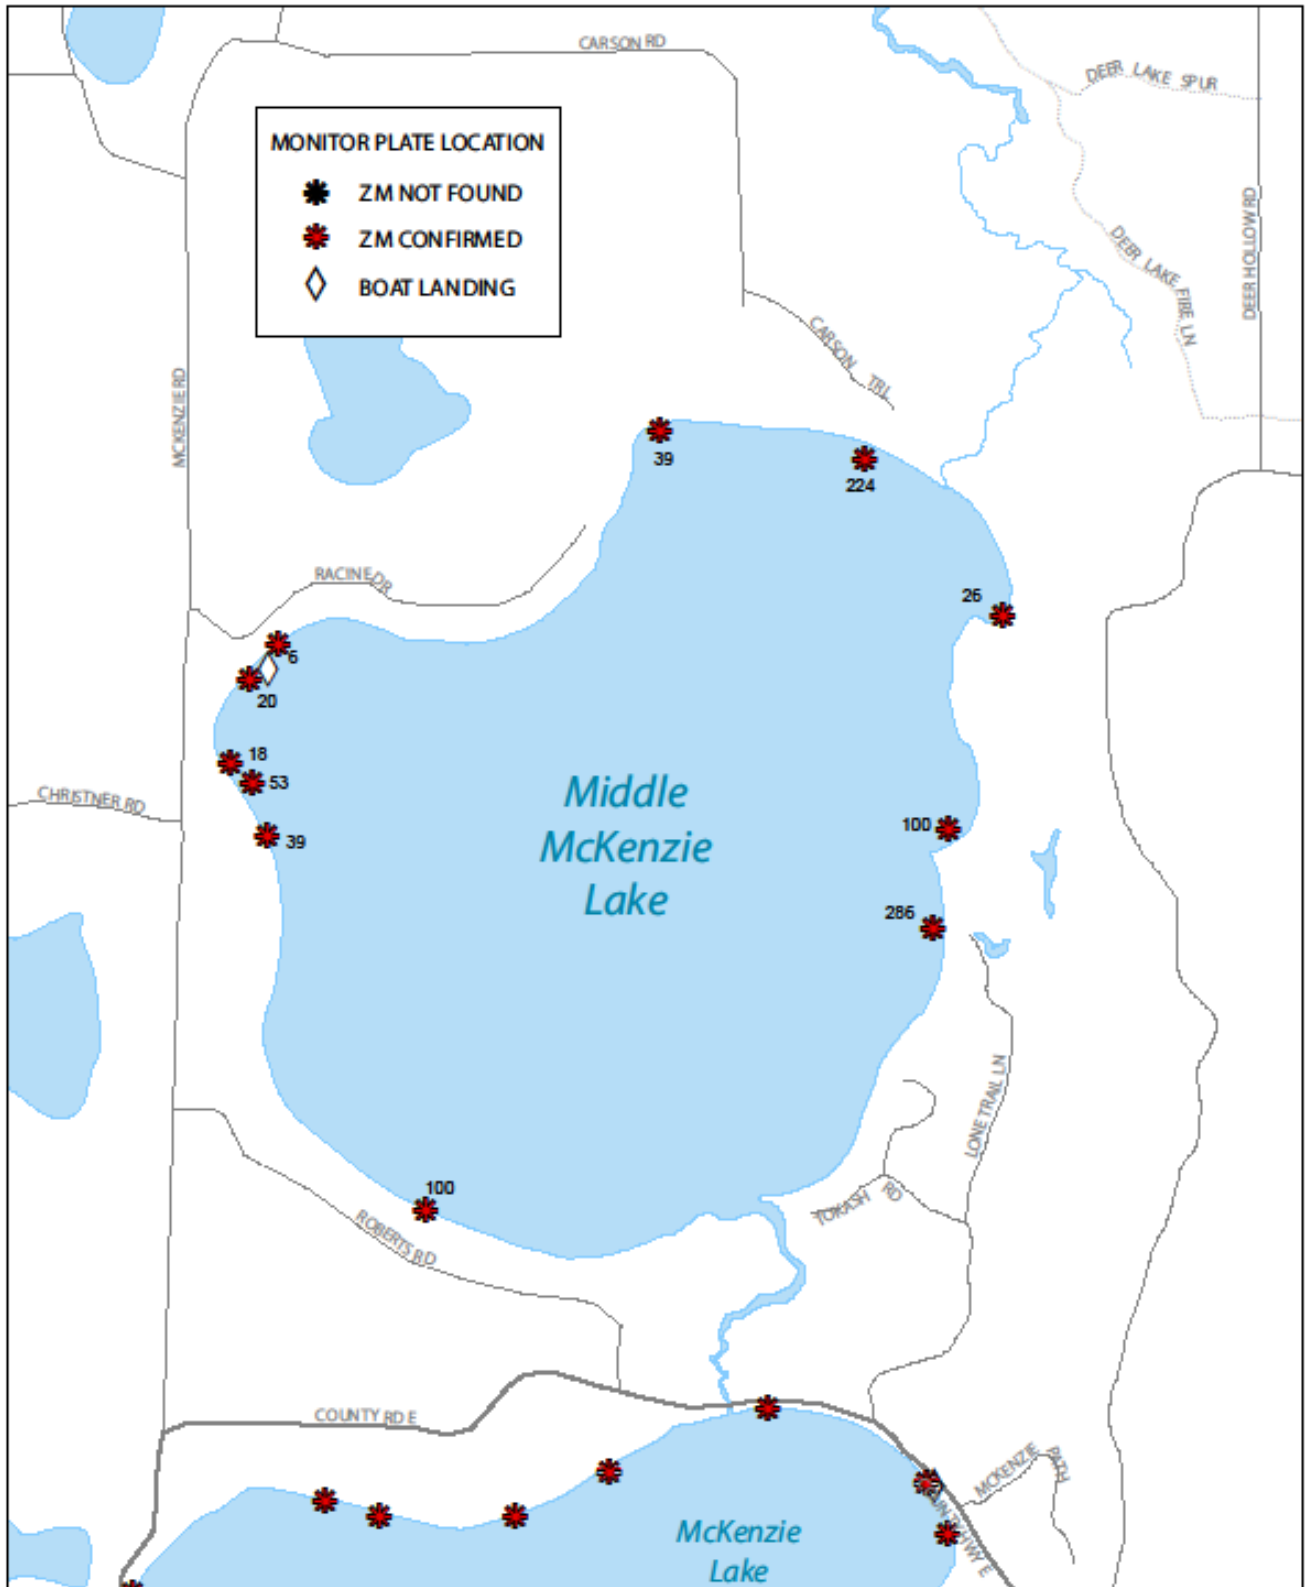 CARSON RD
DEER LAKE SPUR
MONITOR PLATE LOCATION
ZM NOT FOUND
ZM CONFIRMED
BOAT LANDING
DEER HOLLOW RD
DEER LAKE FIRE LN
CARSON TRL
MCKENZIE RD
39
224
RACINE DR
26
6
20
18
53
39
CHRISTNER RD
Middle
McKenzie
Lake
100
286
LONE TRAIL LN
TOKASH RD
100
ROBERTS RD
COUNTY RD E
MCKENZIE PATH
HWY E
McKenzie
Lake